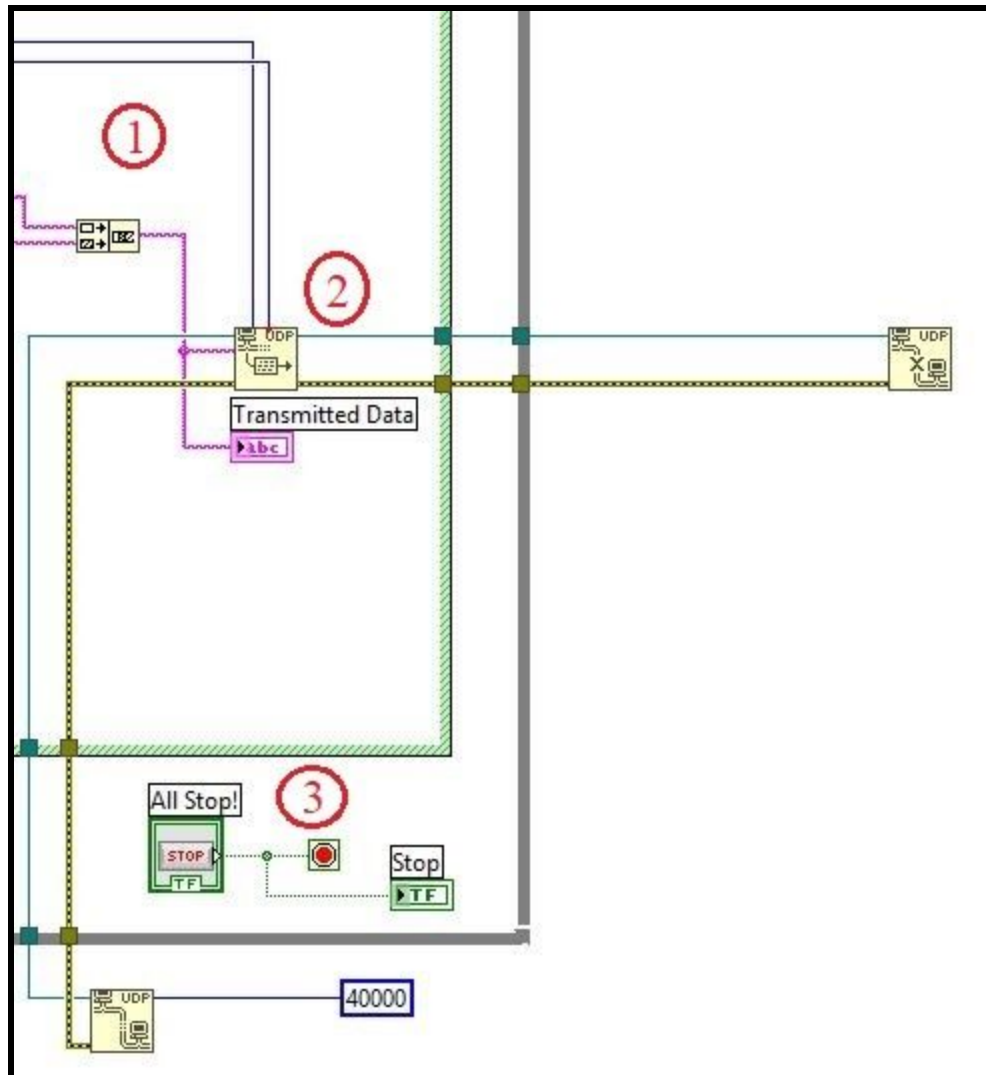 1
2
UDP
UDP
Transmitted Data
abc
All Stop!
3
STOP
TF
Stop
TF
UDP
40000